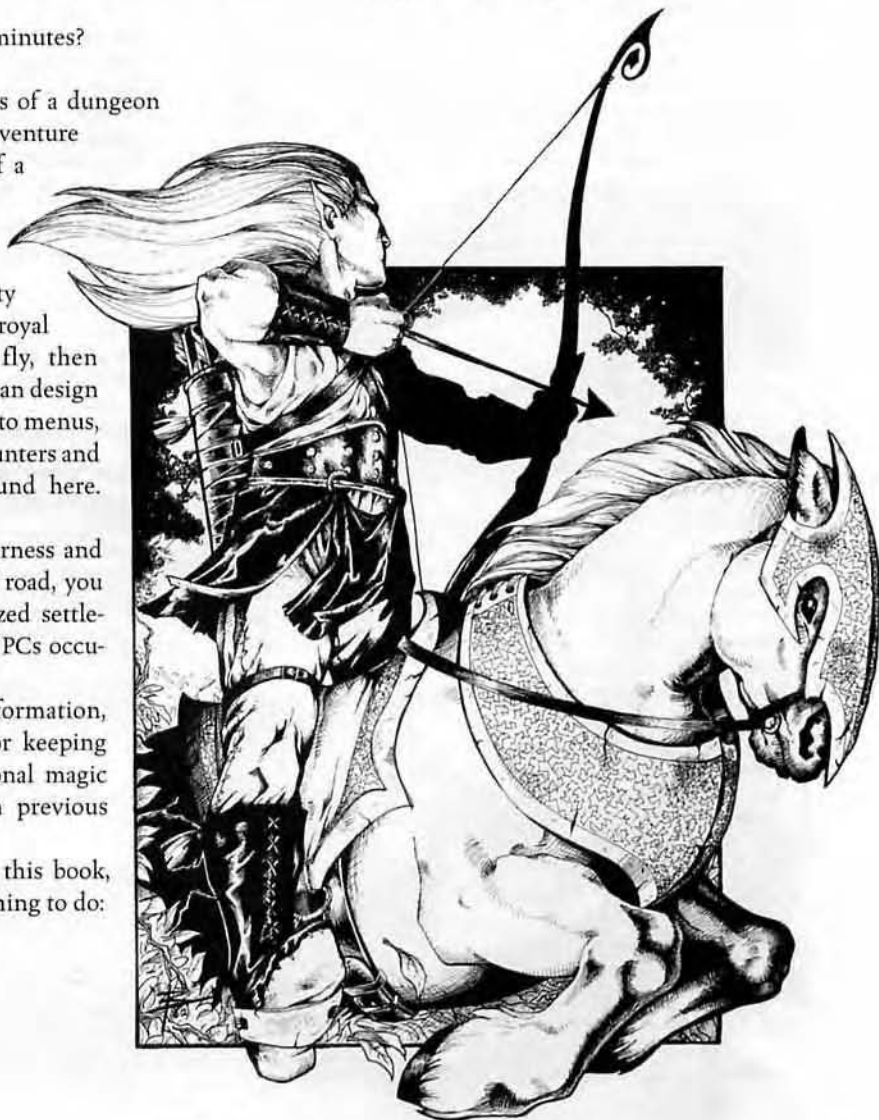 minutes?
s of a dungeon
venture
f a
ty
royal
fly, then
an design
to menus,
unters and
und here.
rness and
road, you
zed settle-
PCs occu-
formation,
or keeping
onal magic
n previous
this book,
ning to do: